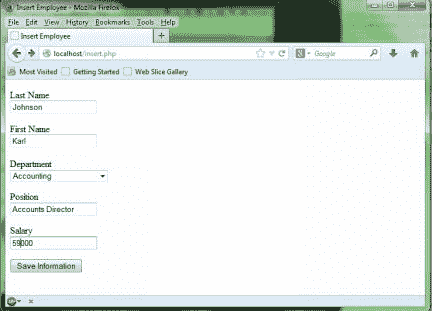 Insert Employee - Mozilla Firefox
File Edit View History Bookmarks Tools Help
Insert Employee
localhost/insert.php
Google
Most Visited Getting Started Web Slice Gallery
Last Name
Johnson
First Name
Karl
Department
Accounting
Position
Accounts Director
Salary
59000
Save Information